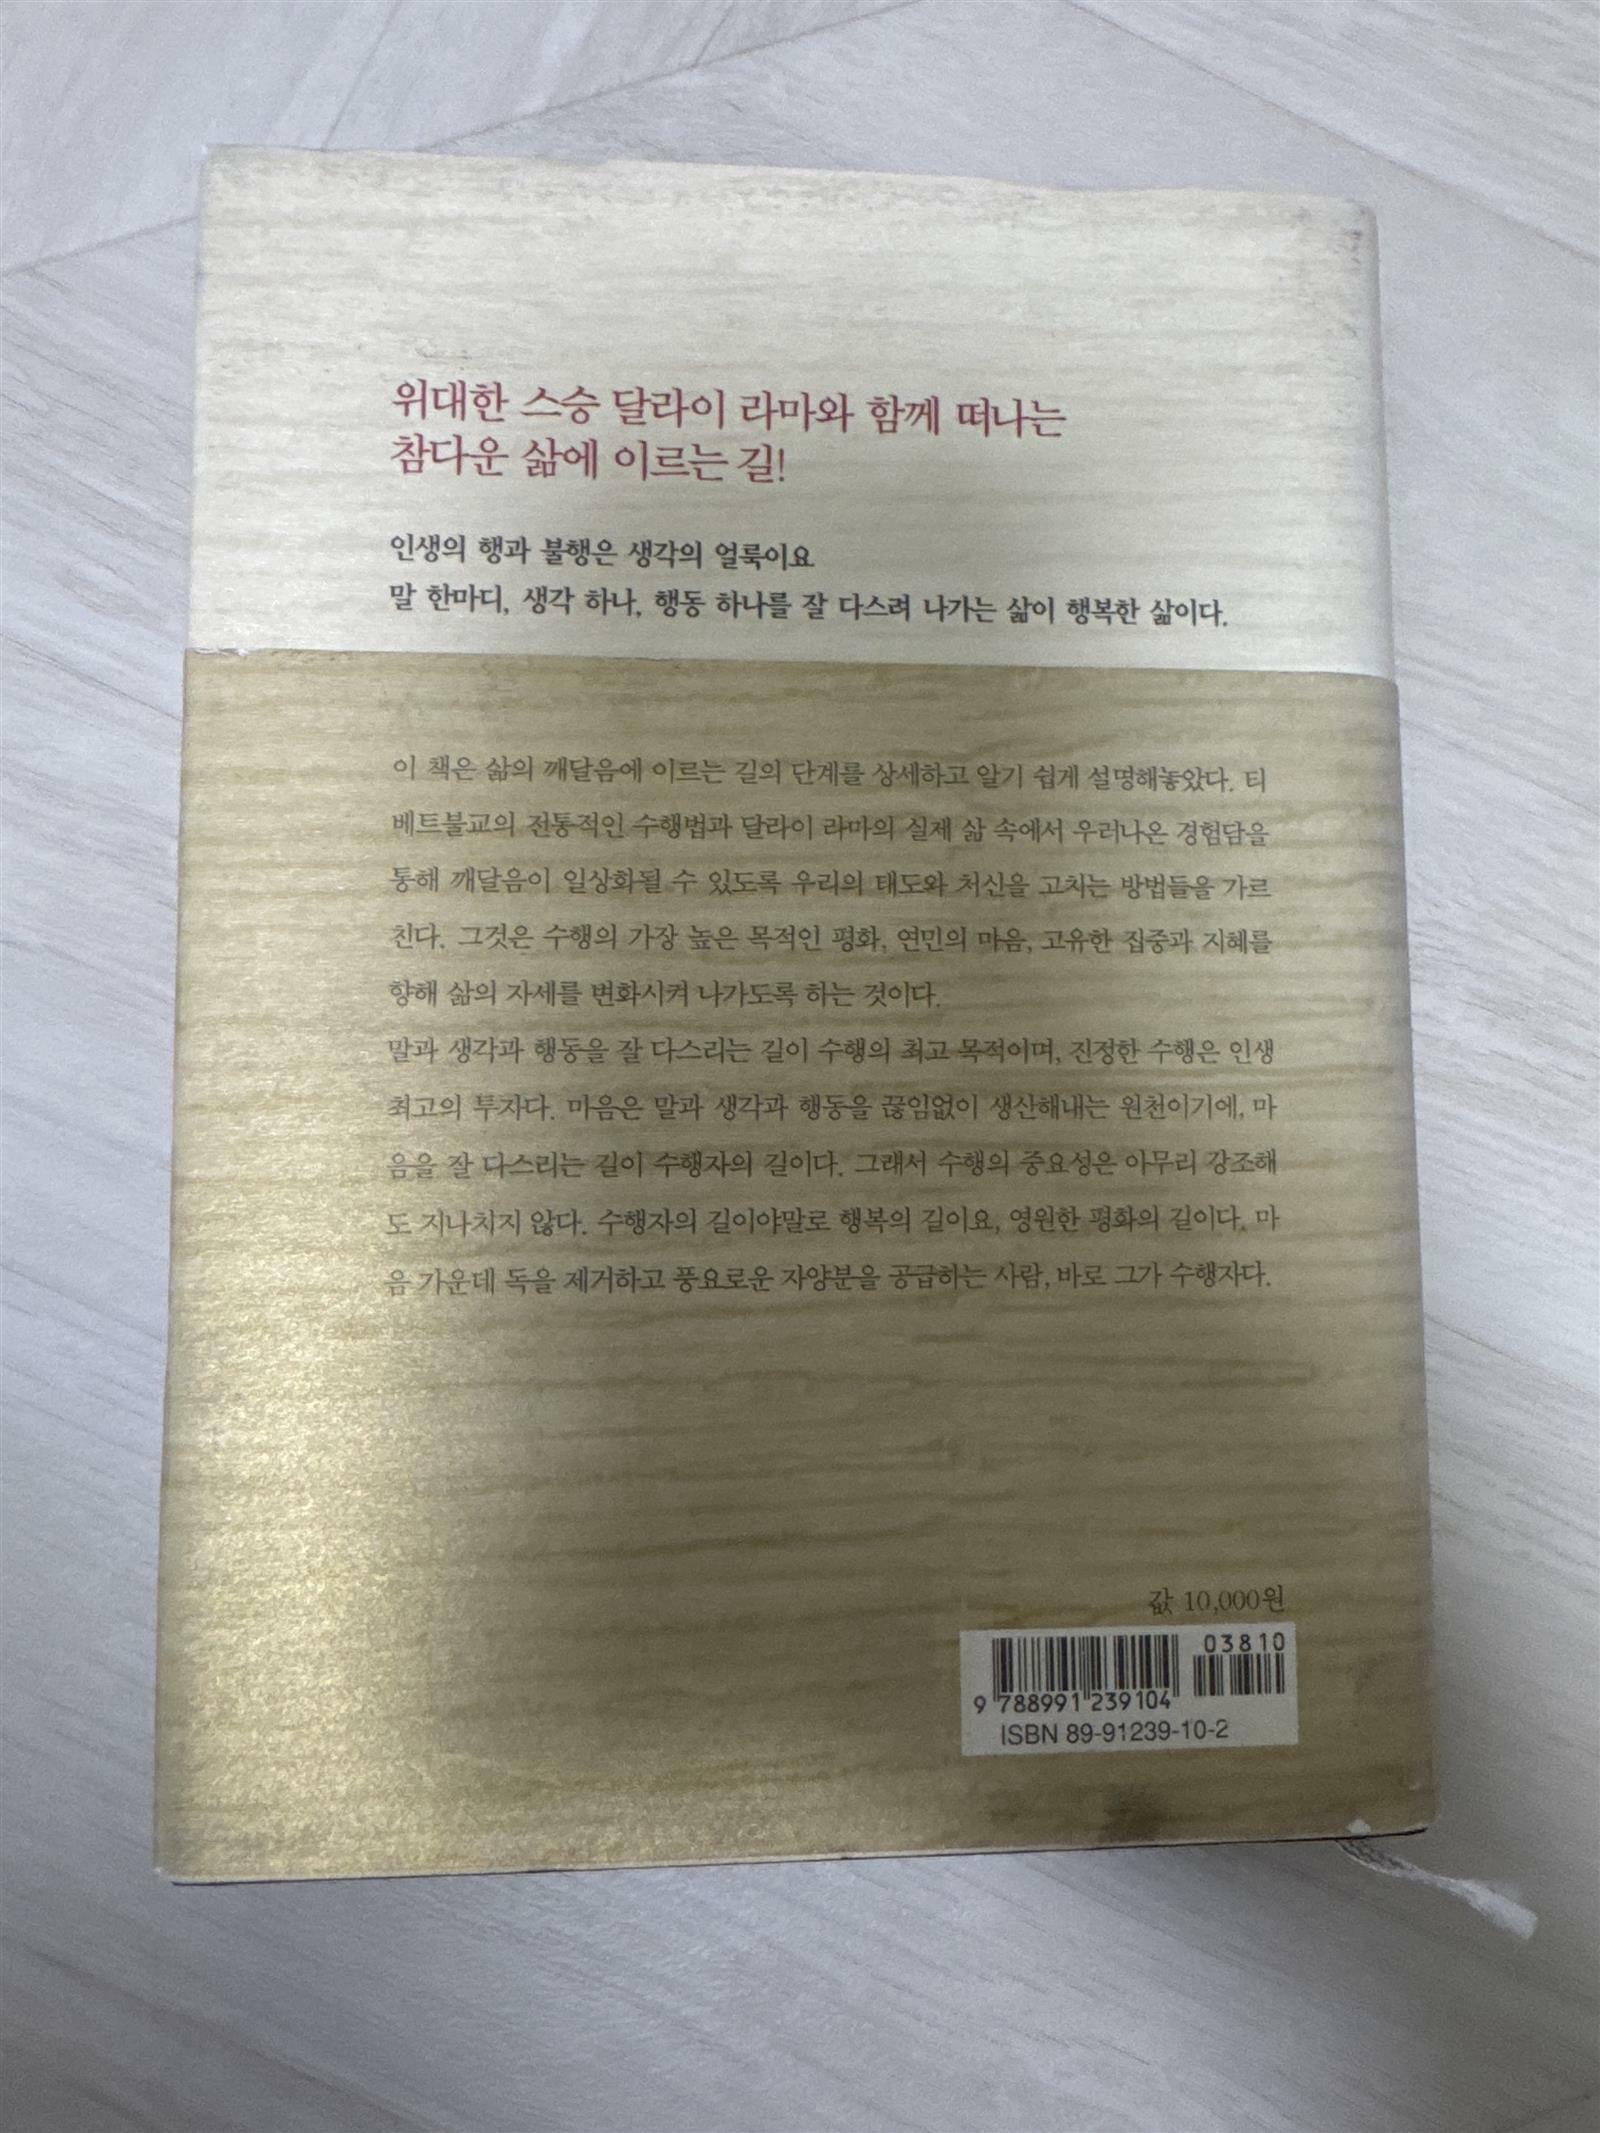 위대한 스승 달라이 라마와 함께 떠나는
참다운 삶에 이르는 길!
인생의 행과 불행은 생각의 얼룩이요
말 한마디, 생각 하나, 행동 하나를 잘 다스려 나가는 삶이 행복한 삶이다.
이 책은 삶의 깨달음에 이르는 길의 단계를 상세하고 알기 쉽게 설명해놓았다. 티
베트불교의 전통적인 수행법과 달라이 라마의 실제 삶 속에서 우러나온 경험담을
통해 깨달음이 일상화될 수 있도록 우리의 태도와 처신을 고치는 방법들을 가르
친다. 그것은 수행의 가장 높은 목적인 평화, 연민의 마음, 고유한 집중과 지혜를
향해 삶의 자세를 변화시켜 나가도록 하는 것이다.
말과 생각과 행동을 잘 다스리는 길이 수행의 최고 목적이며, 진정한 수행은 인생
최고의 투자다. 마음은 말과 생각과 행동을 끊임없이 생산해내는 원천이기에, 마
음을 잘 다스리는 길이 수행자의 길이다. 그래서 수행의 중요성은 아무리 강조해
도 지나치지 않다. 수행자의 길이야말로 행복의 길이요, 영원한 평화의 길이다. 마
음 가운데 독을 제거하고 풍요로운 자양분을 공급하는 사람, 바로 그가 수행자다.
값 10,000원
03810
9 788991 239104
ISBN 89-91239-10-2